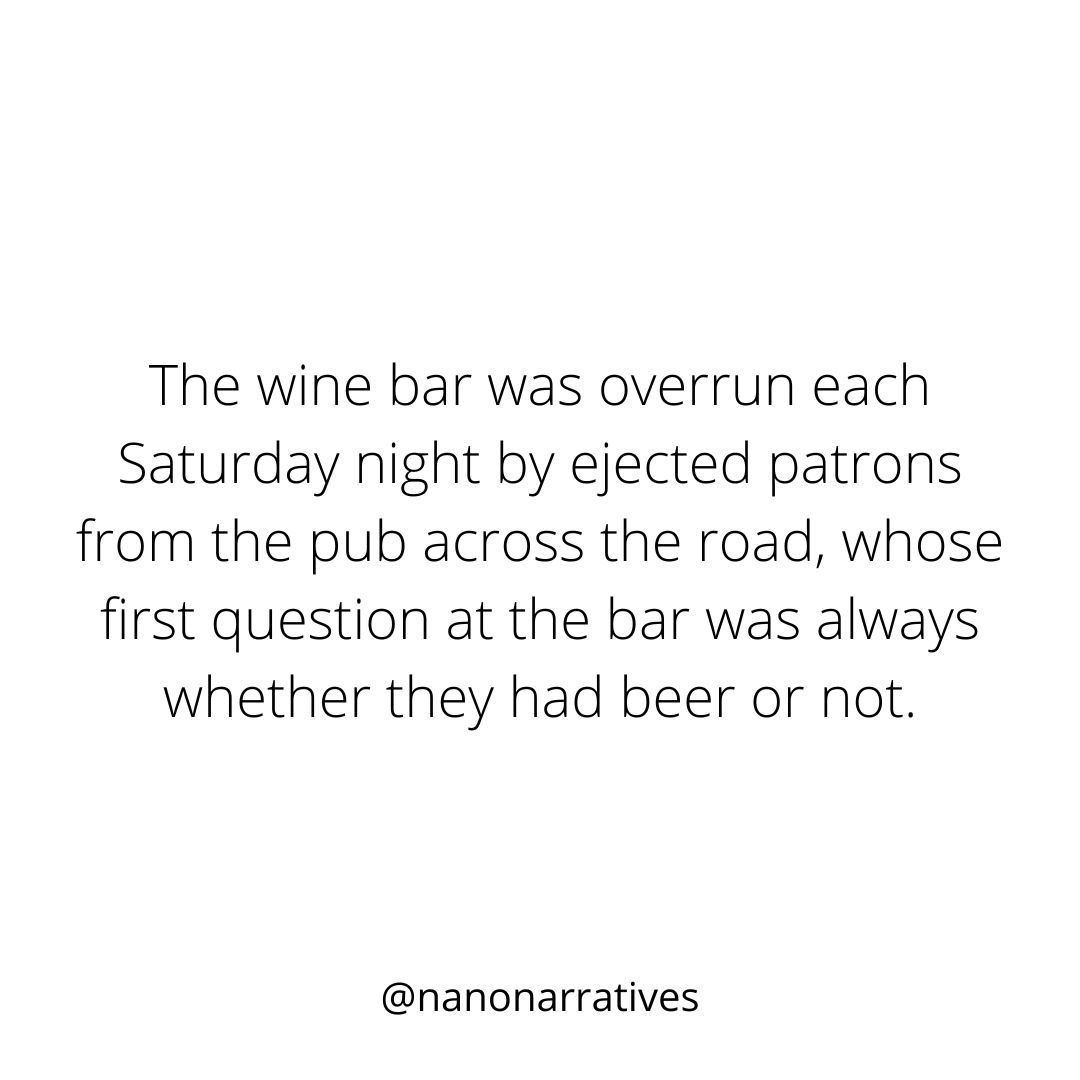 The wine bar was overrun each
Saturday night by ejected patrons
from the pub across the road, whose
first question at the bar was always
whether they had beer or not.
@nanonarratives